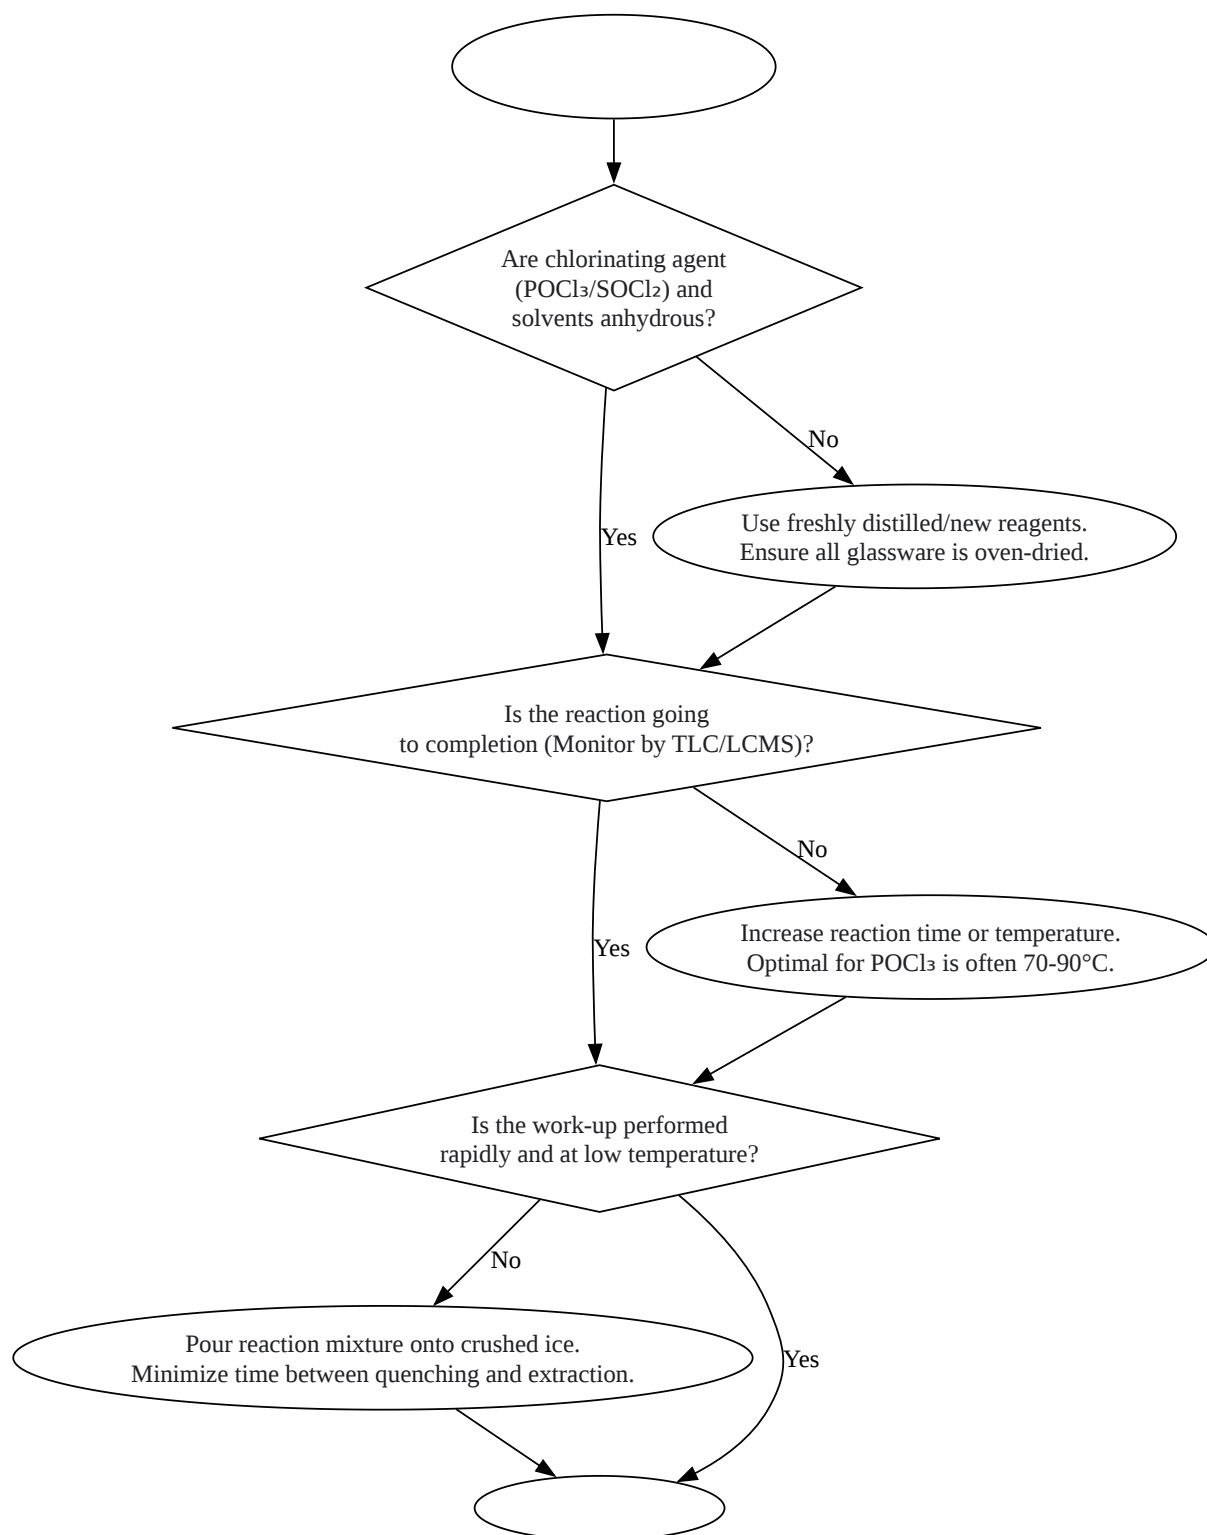 Are chlorinating agent
(POCl₃/SOCl₂) and
solvents anhydrous?
No
Yes
Use freshly distilled/new reagents.
Ensure all glassware is oven-dried.
Is the reaction going
to completion (Monitor by TLC/LCMS)?
No
Yes
Increase reaction time or temperature.
Optimal for POCl₃ is often 70-90°C.
Is the work-up performed
rapidly and at low temperature?
No
Pour reaction mixture onto crushed ice.
Minimize time between quenching and extraction.
Yes